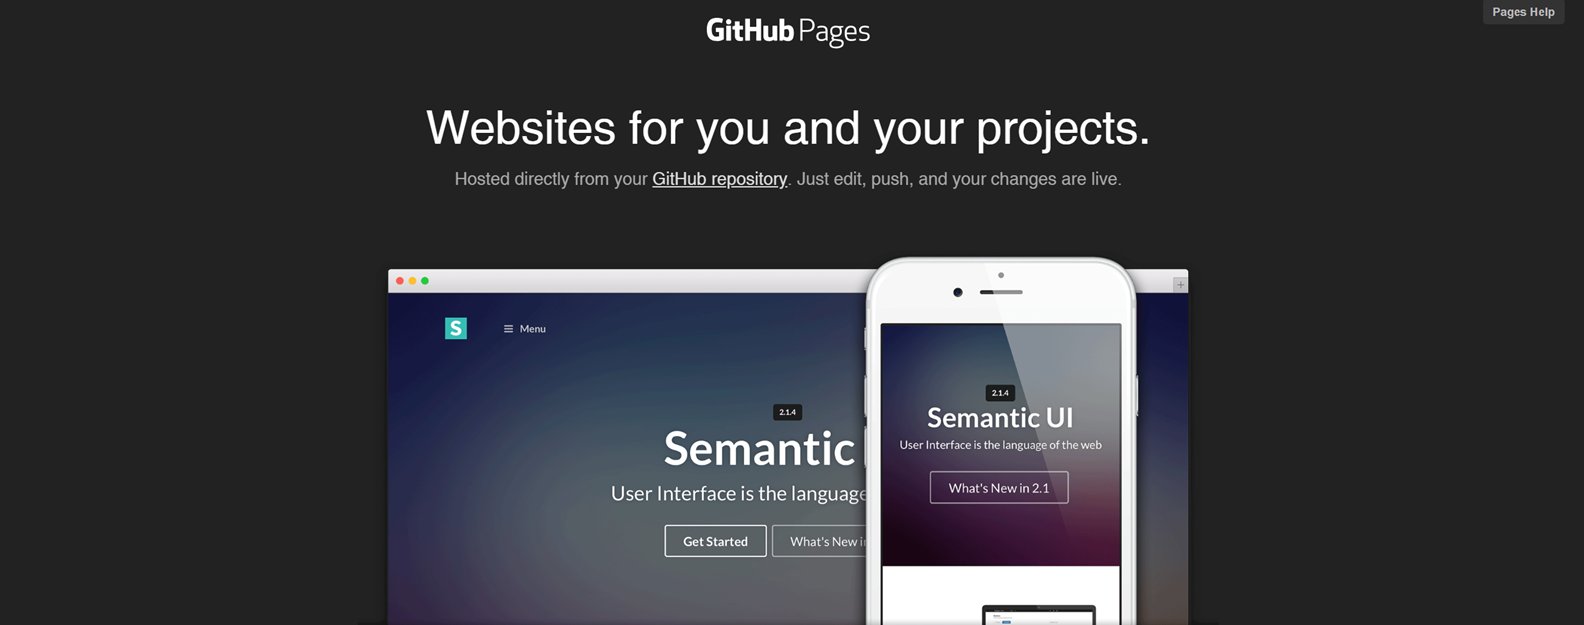 GitHub Pages
Pages Help
Websites for you and your projects.
Hosted directly from your GitHub repository. Just edit, push, and your changes are live.
S
Menu
2.1.4
Semantic
User Interface is the language
Get Started
What's New in
2.1.4
Semantic UI
User Interface is the language of the web
What's New in 2.1